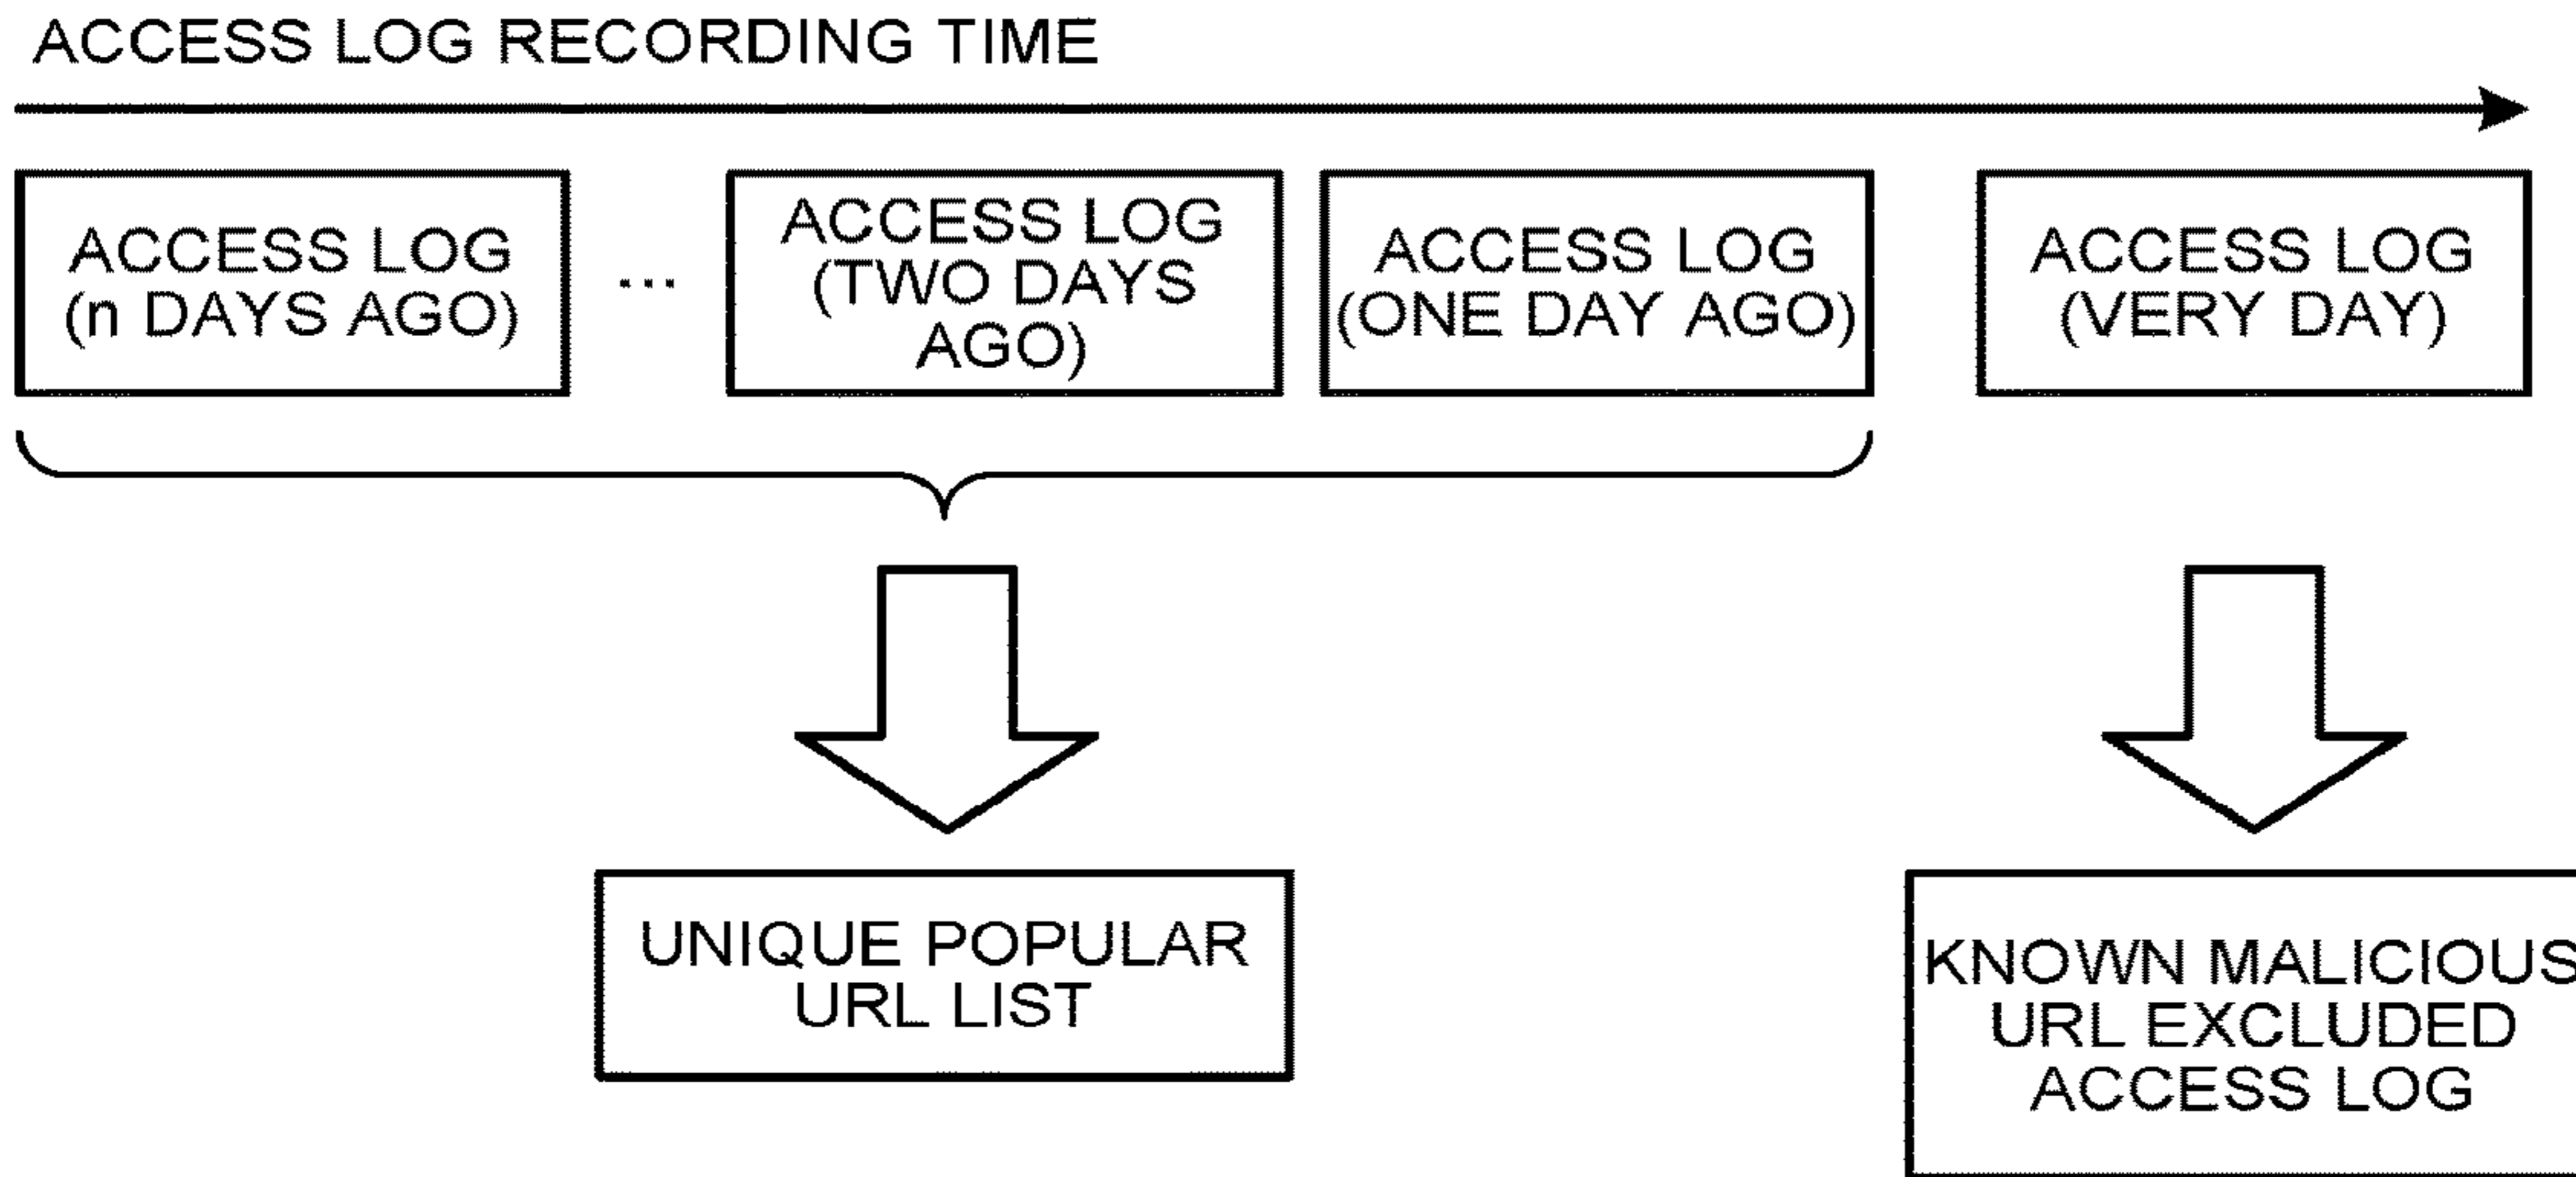 ACCESS LOG RECORDING TIME
ACCESS LOG
(n DAYS AGO)
...
ACCESS LOG
(TWO DAYS
AGO)
ACCESS LOG
(ONE DAY AGO)
ACCESS LOG
(VERY DAY)
UNIQUE POPULAR
URL LIST
KNOWN MALICIOUS
URL EXCLUDED
ACCESS LOG